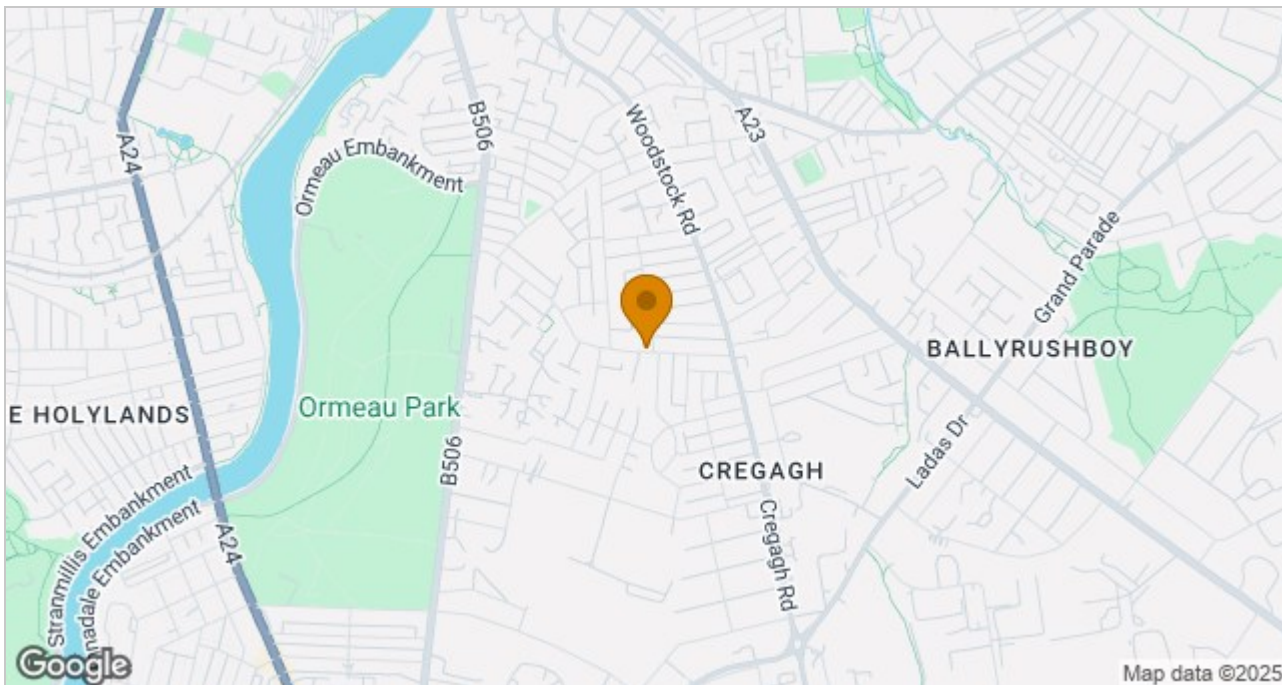 B506
A24
Ormeau Embankment
Woodstock Rd
A23
Grand Parade
BALLYRUSHBOY
E HOLYLANDS
Ormeau Park
B506
CREGAGH
Ladas Dr
Stranmillis Embankment
nadale Embankment
A24
Cregagh Rd
Google
Map data ©2025